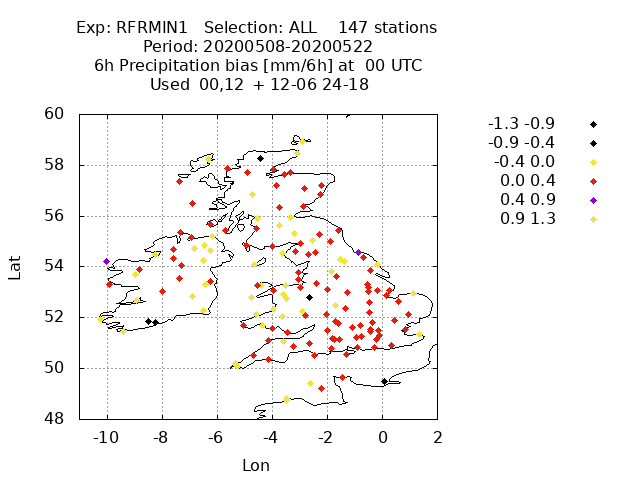 Exp: RFRMIN1 Selection: ALL 147 stations
Period: 20200508-20200522
6h Precipitation bias [mm/6h] at 00 UTC
Used 00,12 + 12-06 24-18
60
58
56
54
52
50
48
-10 -8 -6 -4 -2 0 2
Lat
Lon
-1.3 -0.9
-0.9 -0.4
-0.4 0.0
0.0 0.4
0.4 0.9
0.9 1.3